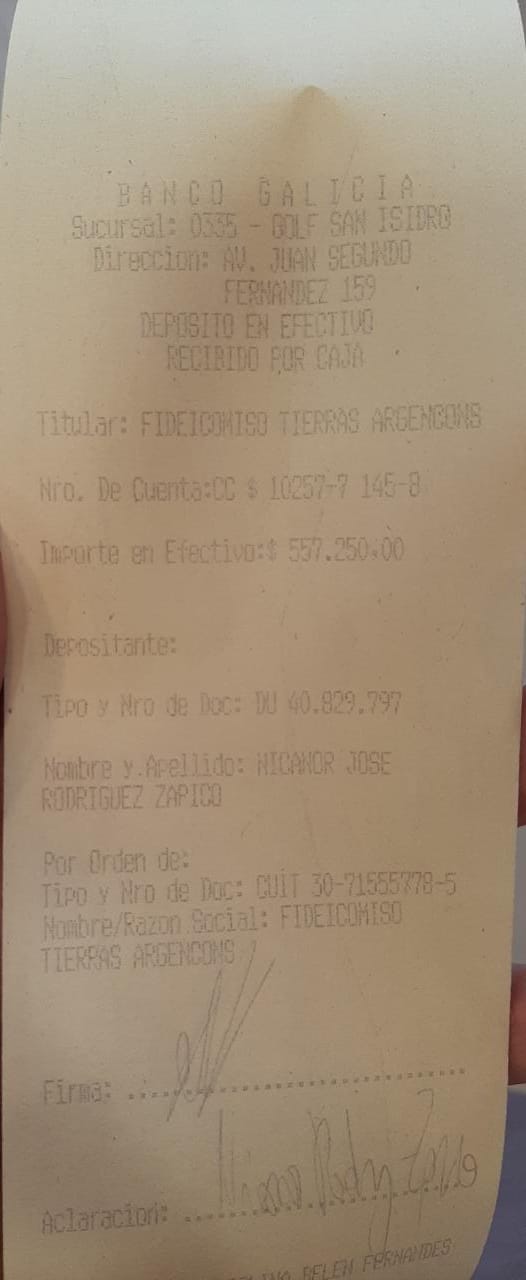 BANCO GALICIA
Sucursal: 0335 - GOLF SAN ISIDRO
Direccion: AV. JUAN SEGUNDO
FERNANDEZ 159
DEPOSITO EN EFECTIVO
RECIBIDO POR CAJA
Titular: FIDEICOMISO TIERRAS ARGENCONS
Nro. De Cuenta:CC $ 10257-7 145-8
Importe en Efectivo:$ 557.250.00
Depositante:
Tipo y Nro de Doc: DU 40.829.797
Nombre y Apellido: NICANOR JOSE
RODRIGUEZ ZAPICO
Por Orden de:
Tipo y Nro de Doc: CUIT 30-71555778-5
Nombre/Razon Social: FIDEICOMISO
TIERRAS ARGENCONS
Firma: ................................
Aclaracion: ..........................
BELEN FERNANDES